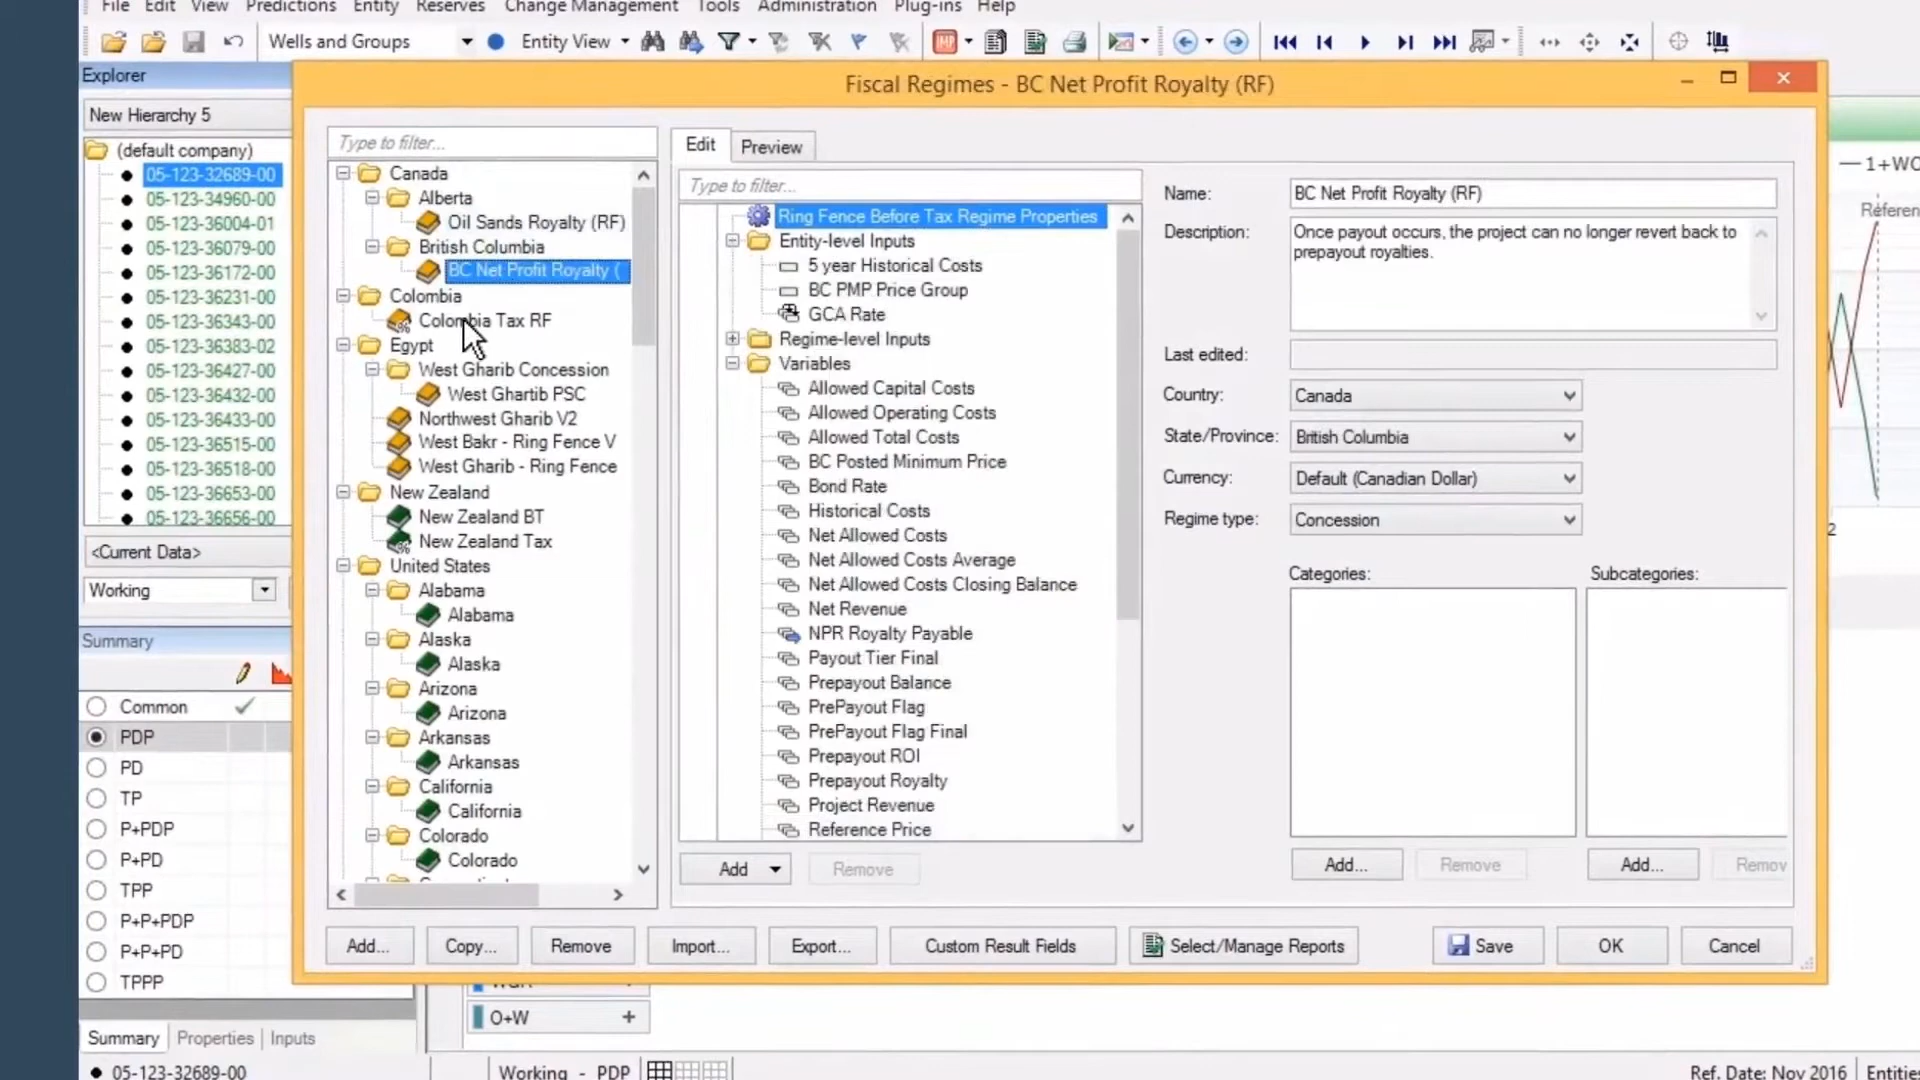 File Edit View Predictions Entity Reserves Change Management Tools Administration Plug-ins Help
Wells and Groups Entity View
Explorer
New Hierarchy 5
(default company)
05-123-32689-00
05-123-34960-00
05-123-36004-01
05-123-36079-00
05-123-36172-00
05-123-36231-00
05-123-36343-00
05-123-36383-02
05-123-36427-00
05-123-36432-00
05-123-36433-00
05-123-36515-00
05-123-36518-00
05-123-36653-00
05-123-36656-00
<Current Data>
Working
Summary
Common
PDP
PD
TP
P+PDP
P+PD
TPP
P+P+PDP
P+P+PD
TPPP
Summary Properties Inputs
05-123-32689-00
Fiscal Regimes - BC Net Profit Royalty (RF)
Type to filter...
Canada
Alberta
Oil Sands Royalty (RF)
British Columbia
BC Net Profit Royalty (
Colombia
Colombia Tax RF
Egypt
West Gharib Concession
West Ghartib PSC
Northwest Gharib V2
West Bakr - Ring Fence V
West Gharib - Ring Fence
New Zealand
New Zealand BT
New Zealand Tax
United States
Alabama
Alabama
Alaska
Alaska
Arizona
Arizona
Arkansas
Arkansas
California
California
Colorado
Colorado
Edit Preview
Type to filter...
Ring Fence Before Tax Regime Properties
Entity-level Inputs
5 year Historical Costs
BC PMP Price Group
GCA Rate
Regime-level Inputs
Variables
Allowed Capital Costs
Allowed Operating Costs
Allowed Total Costs
BC Posted Minimum Price
Bond Rate
Historical Costs
Net Allowed Costs
Net Allowed Costs Average
Net Allowed Costs Closing Balance
Net Revenue
NPR Royalty Payable
Payout Tier Final
Prepayout Balance
PrePayout Flag
PrePayout Flag Final
Prepayout ROI
Prepayout Royalty
Project Revenue
Reference Price
Add Remove
Name: BC Net Profit Royalty (RF)
Description: Once payout occurs, the project can no longer revert back to
prepayout royalties.
Last edited:
Country: Canada
State/Province: British Columbia
Currency: Default (Canadian Dollar)
Regime type: Concession
Categories: Subcategories:
Add... Remove Add... Remov
Add... Copy... Remove Import... Export... Custom Result Fields Select/Manage Reports Save OK Cancel
1+WO
Referen
2
O+W +
Working - PDP
Ref. Date: Nov 2016 Entities